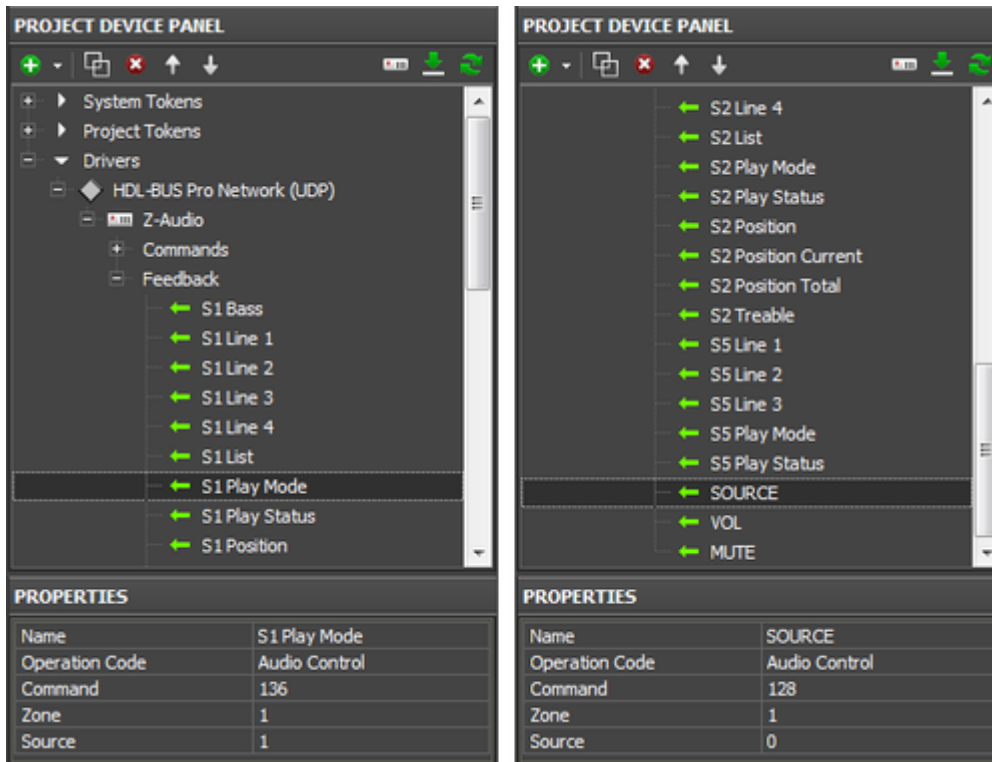 PROJECT DEVICE PANEL
System Tokens
Project Tokens
Drivers
HDL-BUS Pro Network (UDP)
Z-Audio
Commands
Feedback
S1 Bass
S1 Line 1
S1 Line 2
S1 Line 3
S1 Line 4
S1 List
S1 Play Mode
S1 Play Status
S1 Position
PROPERTIES
Name S1 Play Mode
Operation Code Audio Control
Command 136
Zone 1
Source 1
PROJECT DEVICE PANEL
S2 Line 4
S2 List
S2 Play Mode
S2 Play Status
S2 Position
S2 Position Current
S2 Position Total
S2 Treable
S5 Line 1
S5 Line 2
S5 Line 3
S5 Play Mode
S5 Play Status
SOURCE
VOL
MUTE
PROPERTIES
Name SOURCE
Operation Code Audio Control
Command 128
Zone 1
Source 0